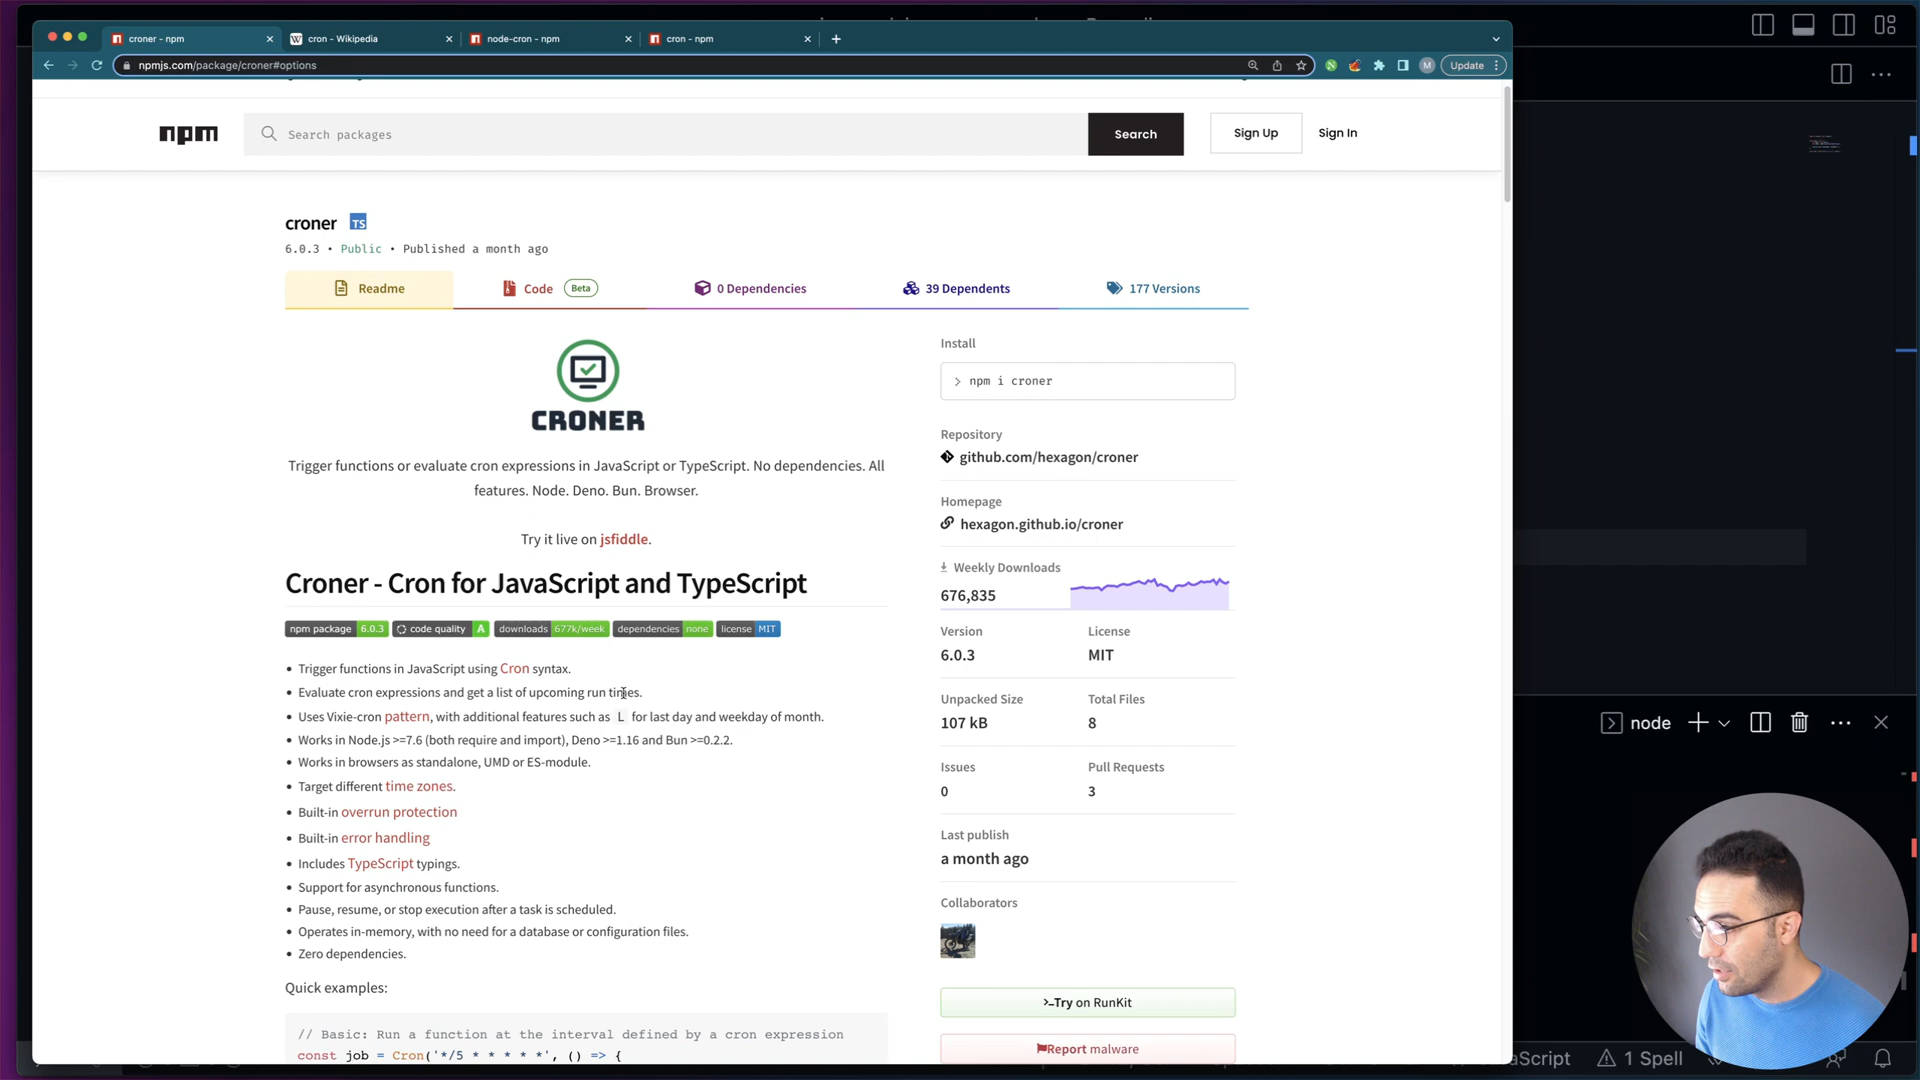 croner - npm
cron - Wikipedia
node-cron - npm
cron - npm
npmjs.com/package/croner#options
M
Update
npm
Search packages
Search
Sign Up
Sign In
croner TS
6.0.3 • Public • Published a month ago
Readme
Code Beta
0 Dependencies
39 Dependents
177 Versions
CRONER
Trigger functions or evaluate cron expressions in JavaScript or TypeScript. No dependencies. All
features. Node. Deno. Bun. Browser.
Try it live on jsfiddle.
Croner - Cron for JavaScript and TypeScript
npm package 6.0.3 code quality A downloads 677k/week dependencies none license MIT
• Trigger functions in JavaScript using Cron syntax.
• Evaluate cron expressions and get a list of upcoming run times.
• Uses Vixie-cron pattern, with additional features such as L for last day and weekday of month.
• Works in Node.js >=7.6 (both require and import), Deno >=1.16 and Bun >=0.2.2.
• Works in browsers as standalone, UMD or ES-module.
• Target different time zones.
• Built-in overrun protection
• Built-in error handling
• Includes TypeScript typings.
• Support for asynchronous functions.
• Pause, resume, or stop execution after a task is scheduled.
• Operates in-memory, with no need for a database or configuration files.
• Zero dependencies.
Quick examples:
// Basic: Run a function at the interval defined by a cron expression
const job = Cron('*/5 * * * * *', () => {
Install
> npm i croner
Repository
github.com/hexagon/croner
Homepage
hexagon.github.io/croner
Weekly Downloads
676,835
Version
6.0.3
License
MIT
Unpacked Size
107 kB
Total Files
8
Issues
0
Pull Requests
3
Last publish
a month ago
Collaborators
>-Try on RunKit
Report malware
node
1 Spell